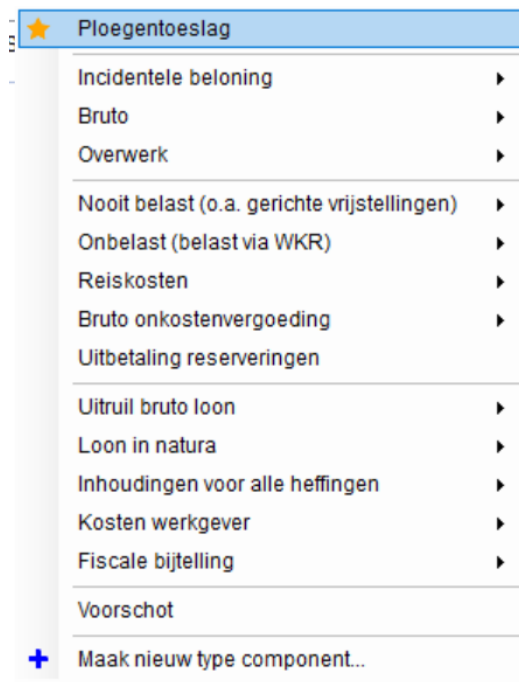 Ploegentoeslag
Incidentele beloning
Bruto
Overwerk
Nooit belast (o.a. gerichte vrijstellingen)
Onbelast (belast via WKR)
Reiskosten
Bruto onkostenvergoeding
Uitbetaling reserveringen
Uitruil bruto loon
Loon in natura
Inhoudingen voor alle heffingen
Kosten werkgever
Fiscale bijtelling
Voorschot
Maak nieuw type component...